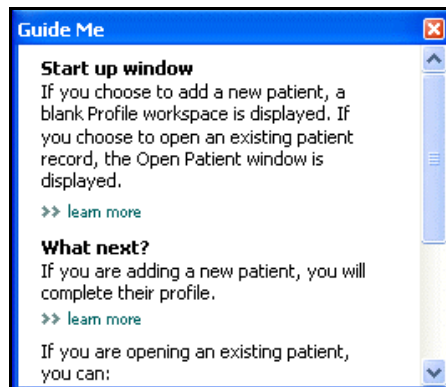 Guide Me
Start up window
If you choose to add a new patient, a
blank Profile workspace is displayed. If
you choose to open an existing patient
record, the Open Patient window is
displayed.
>> learn more
What next?
If you are adding a new patient, you will
complete their profile.
>> learn more
If you are opening an existing patient,
you can: